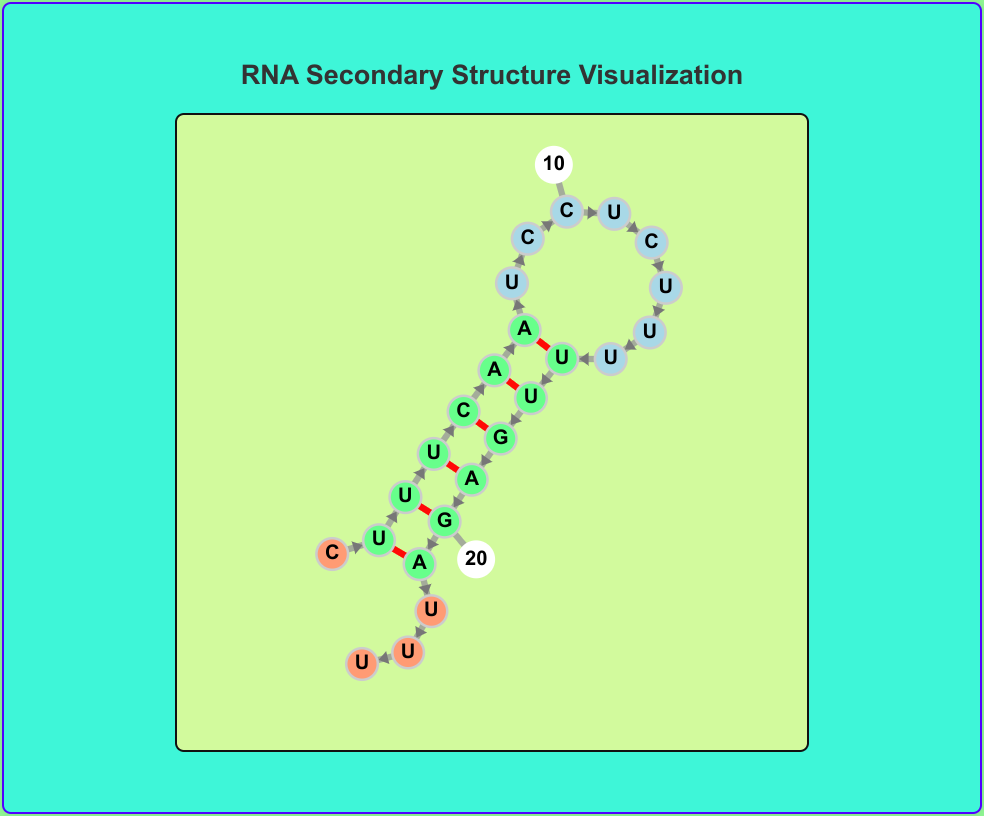 RNA Secondary Structure Visualization
10
C U
C C
U U
A U
U U
A U
C G
U A
U G
C U A 20
U
U U